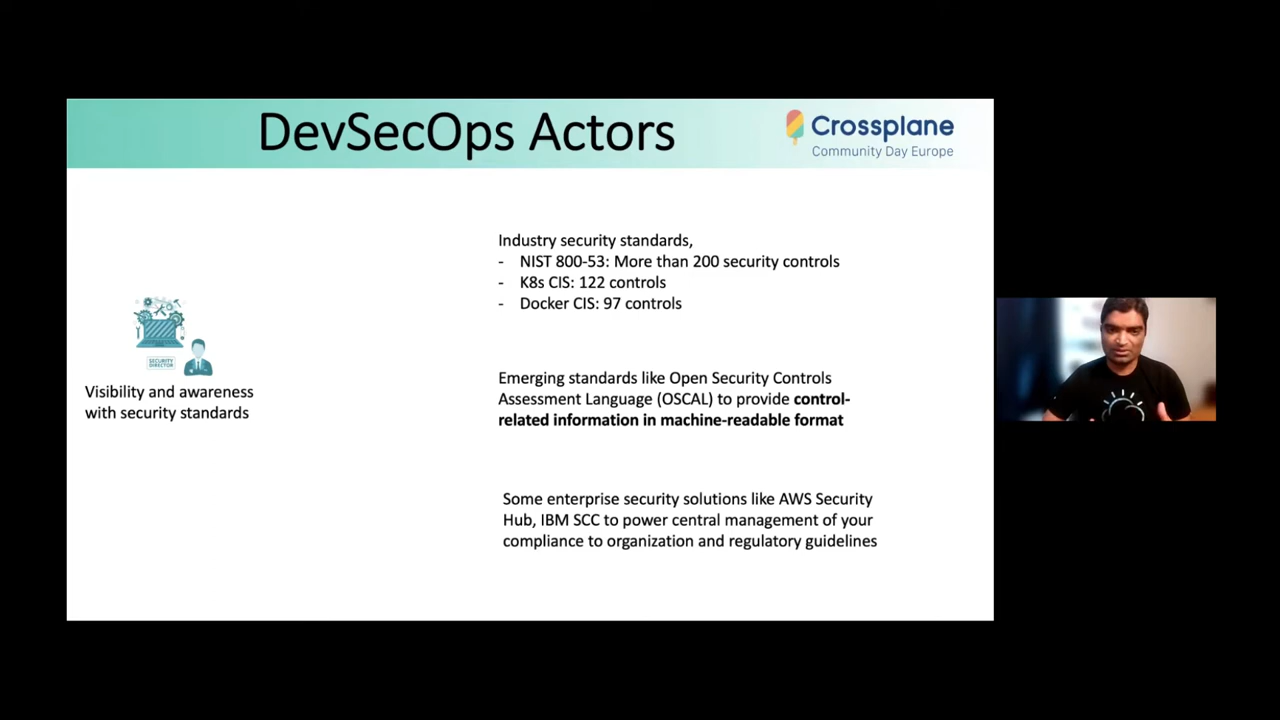 DevSecOps Actors
Crossplane
Community Day Europe
Industry security standards,
- NIST 800-53: More than 200 security controls
- K8s CIS: 122 controls
- Docker CIS: 97 controls
SECURITY
DIRECTOR
Visibility and awareness
with security standards
Emerging standards like Open Security Controls
Assessment Language (OSCAL) to provide control-
related information in machine-readable format
Some enterprise security solutions like AWS Security
Hub, IBM SCC to power central management of your
compliance to organization and regulatory guidelines